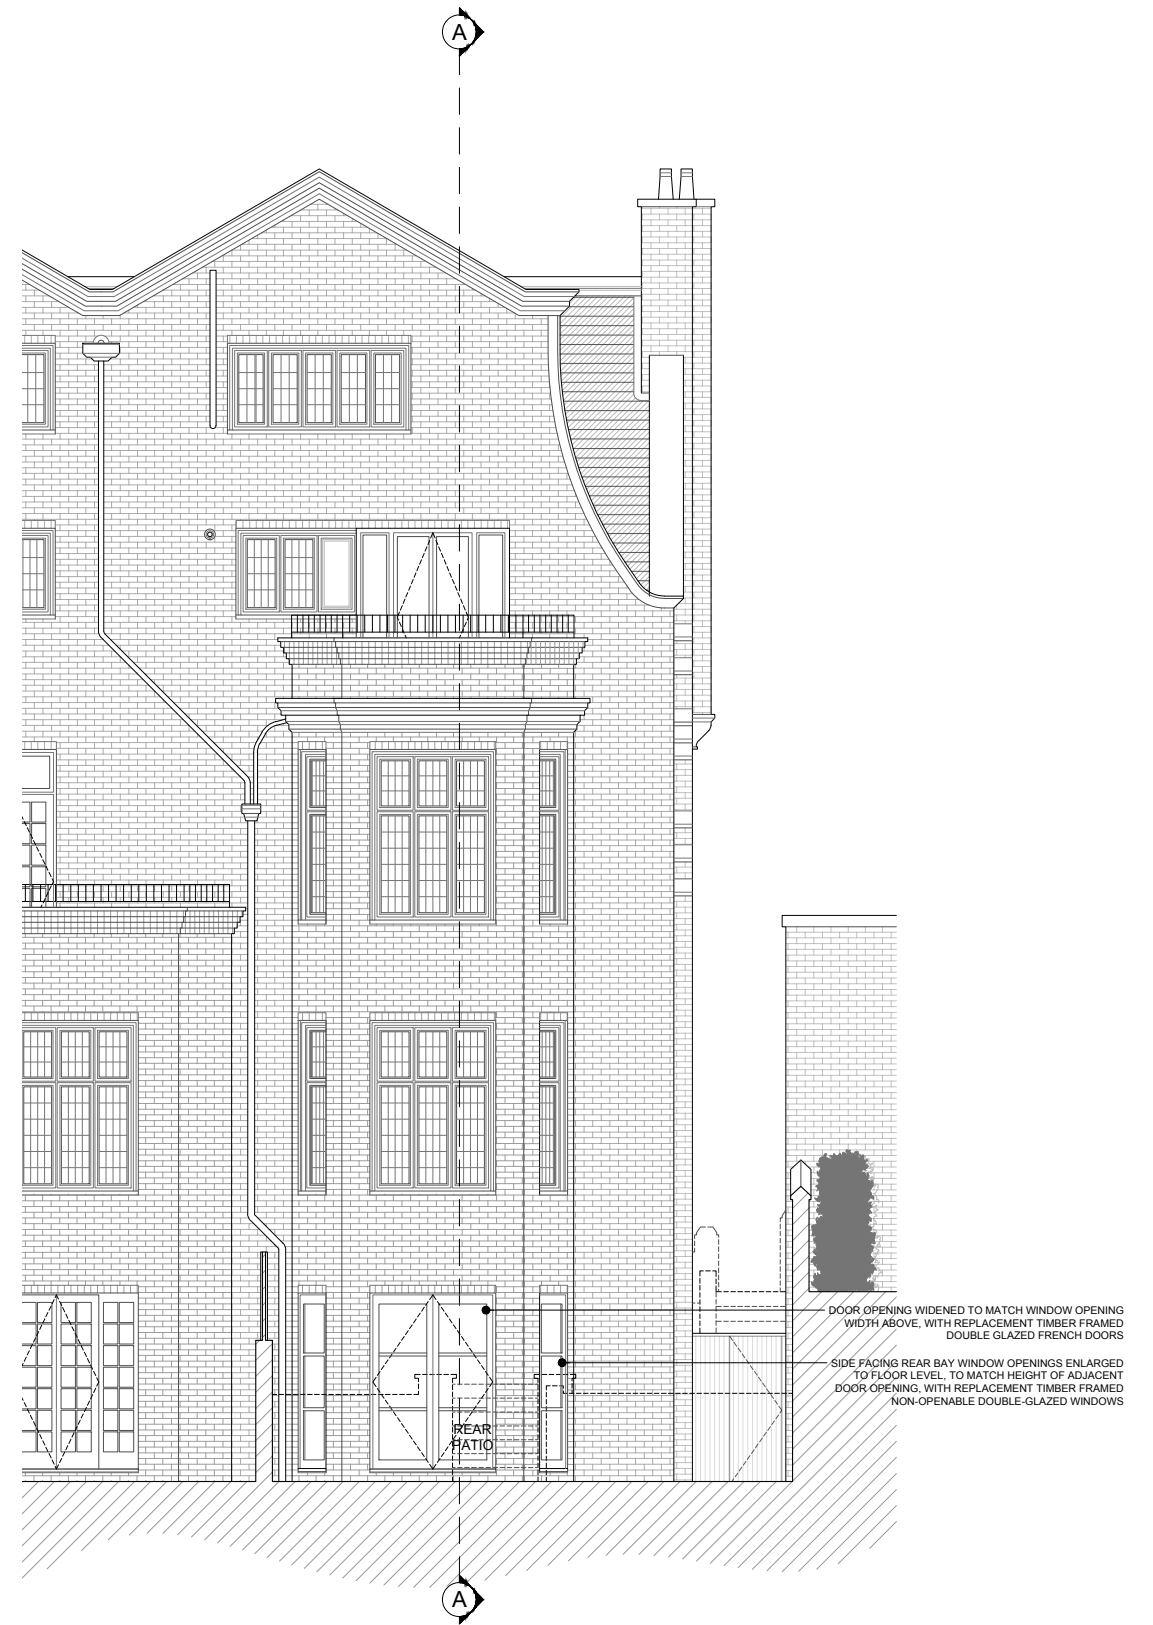 A
DOOR OPENING WIDENED TO MATCH WINDOW OPENING
WIDTH ABOVE, WITH REPLACEMENT TIMBER FRAMED
DOUBLE GLAZED FRENCH DOORS
SIDE FACING REAR BAY WINDOW OPENINGS ENLARGED
TO FLOOR LEVEL, TO MATCH HEIGHT OF ADJACENT
DOOR OPENING, WITH REPLACEMENT TIMBER FRAMED
NON-OPENABLE DOUBLE-GLAZED WINDOWS
REAR
PATIO
A